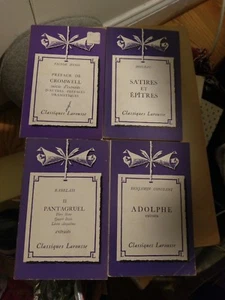 VICTOR HUGO
PRÉFACE DE
CROMWELL
DRAMATIQUES
Classiques Larousse
SATIRES
ET
ÉPITRES
Classiques Larousse
RABELAIS
II
PANTAGRUEL
Classiques Larousse
BENJAMIN CONSTANT
ADOLPHE
Classiques Larousse